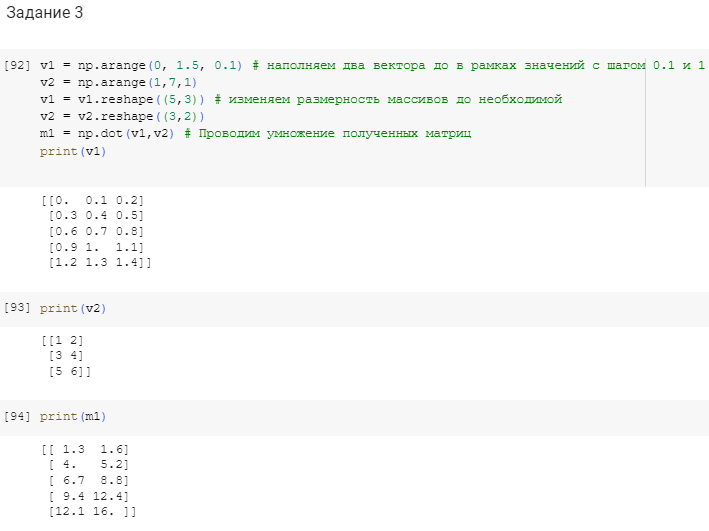 Задание 3
[92] v1 = np.arange(0, 1.5, 0.1) # наполняем два вектора до в рамках значений с шагом 0.1 и 1
v2 = np.arange(1,7,1)
v1 = v1.reshape((5,3)) # изменяем размерность массивов до необходимой
v2 = v2.reshape((3,2))
m1 = np.dot(v1,v2) # Проводим умножение полученных матриц
print(v1)
[[0.  0.1 0.2]
[0.3 0.4 0.5]
[0.6 0.7 0.8]
[0.9 1.  1.1]
[1.2 1.3 1.4]]
[93] print(v2)
[[1 2]
[3 4]
[5 6]]
[94] print(m1)
[[ 1.3  1.6]
[ 4.   5.2]
[ 6.7  8.8]
[ 9.4 12.4]
[12.1 16. ]]